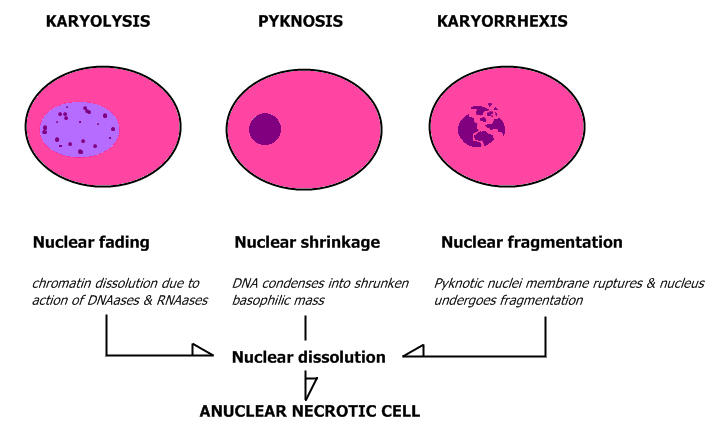 KARYOLYSIS
PYKNOSIS
KARYORRHEXIS
Nuclear fading
Nuclear shrinkage
Nuclear fragmentation
chromatin dissolution due to
action of DNAases & RNAases
DNA condenses into shrunken
basophilic mass
Pyknotic nuclei membrane ruptures & nucleus
undergoes fragmentation
Nuclear dissolution
ANUCLEAR NECROTIC CELL